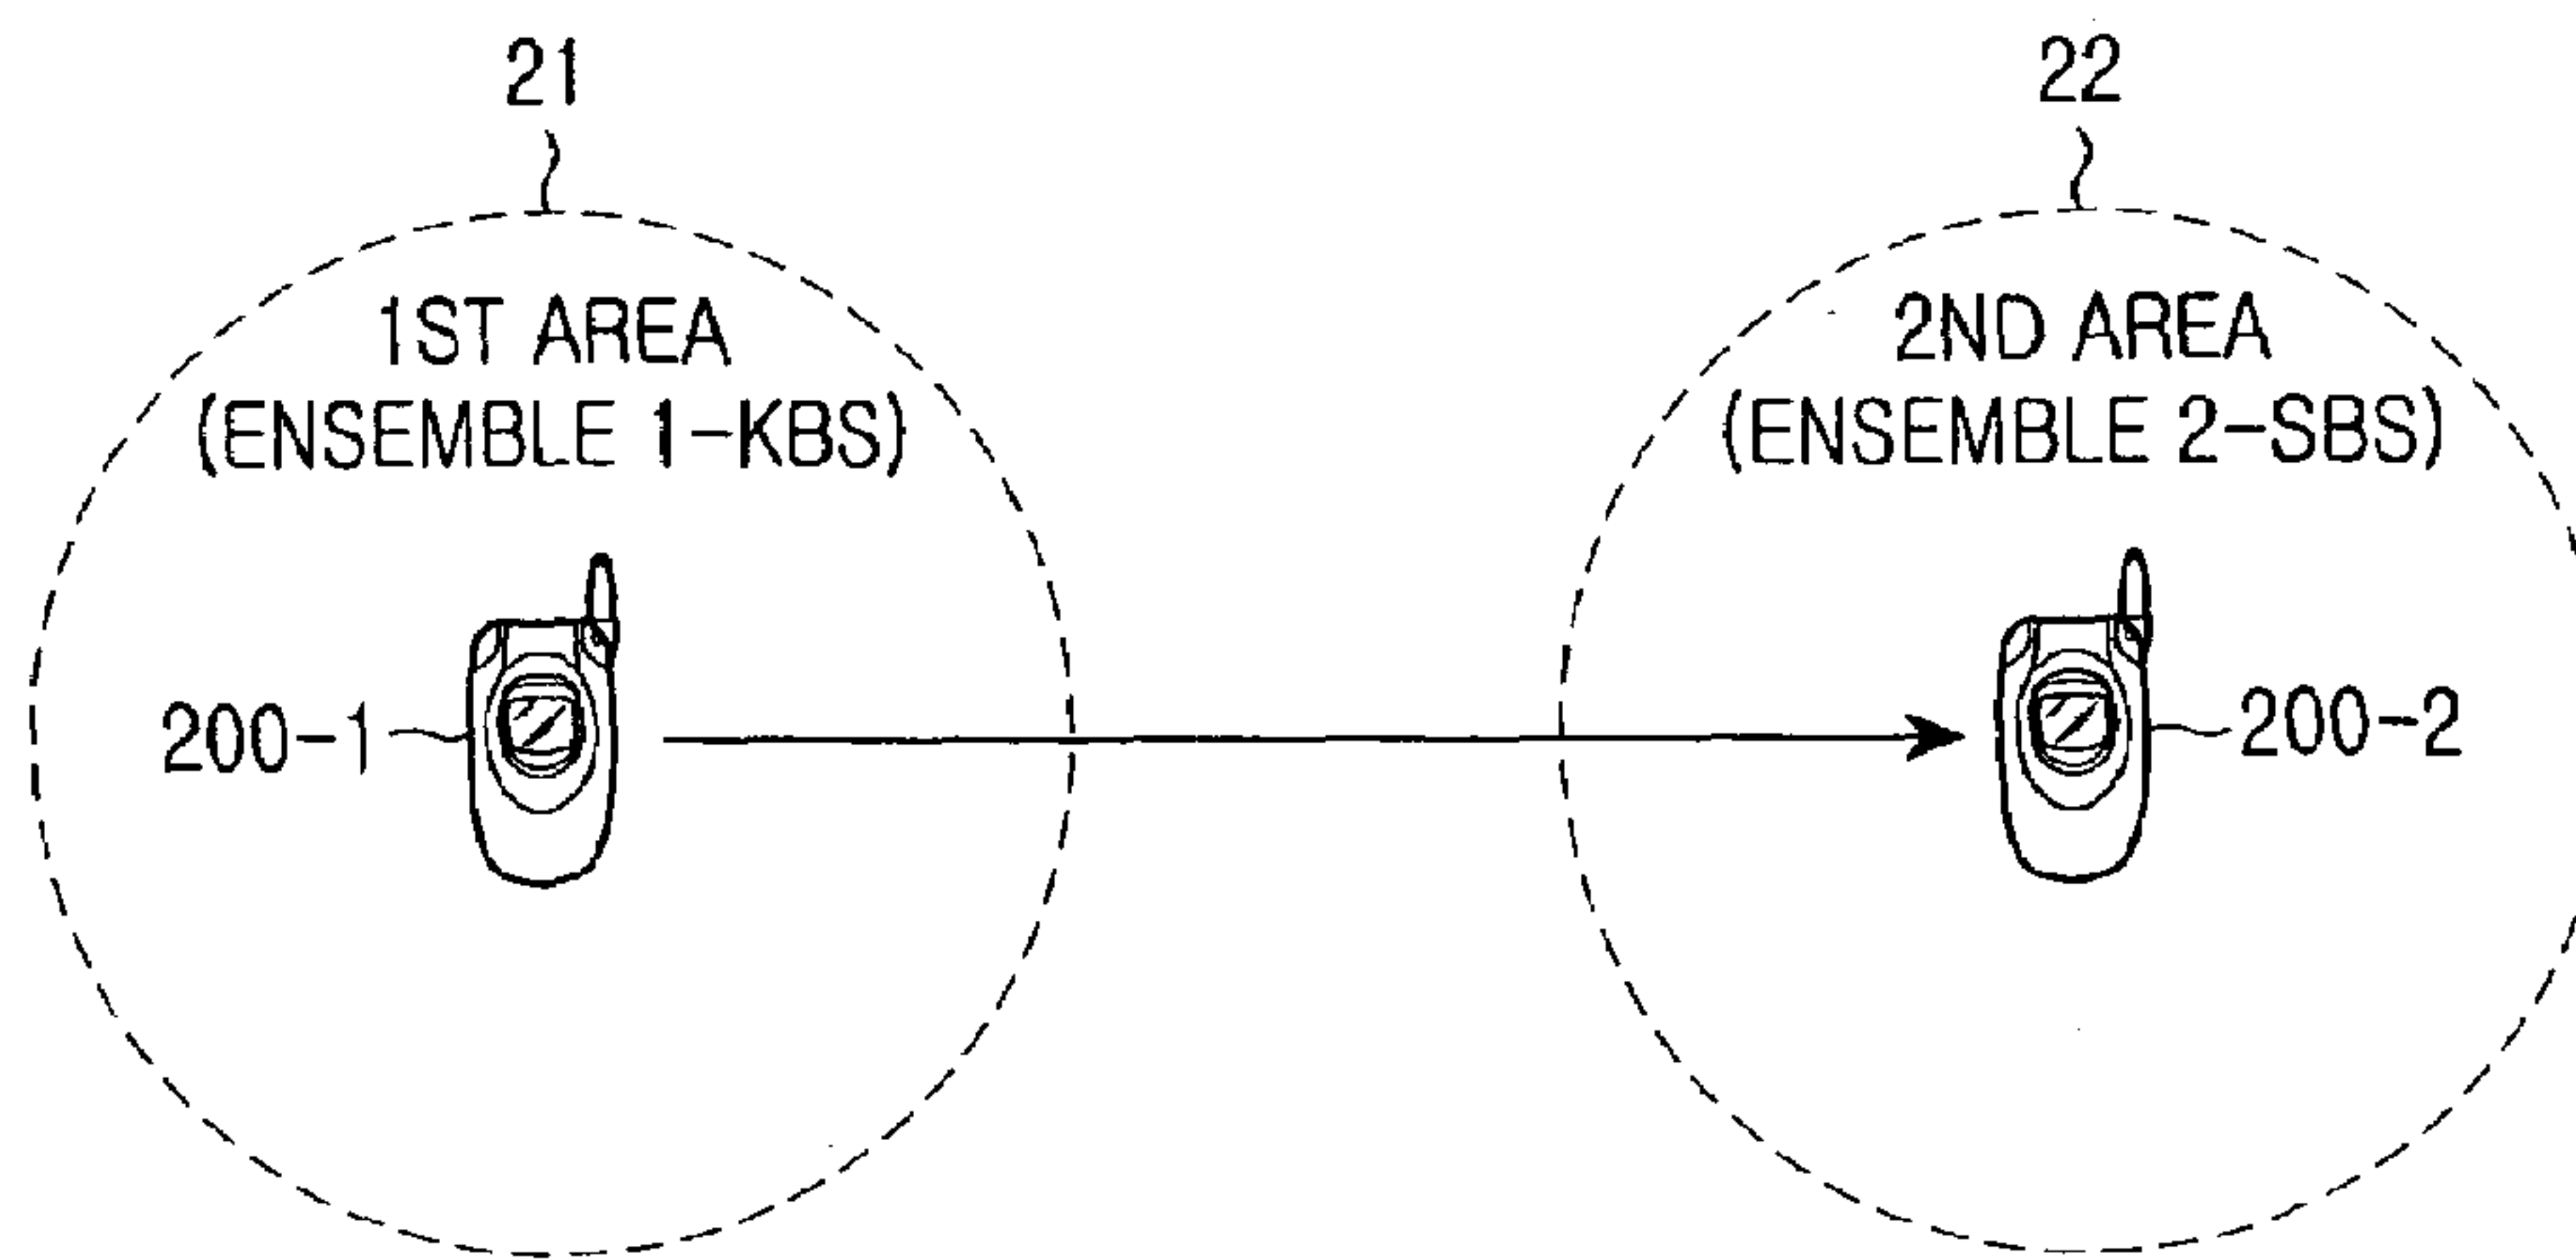 21
22
1ST AREA
(ENSEMBLE 1-KBS)
2ND AREA
(ENSEMBLE 2-SBS)
200-1
200-2